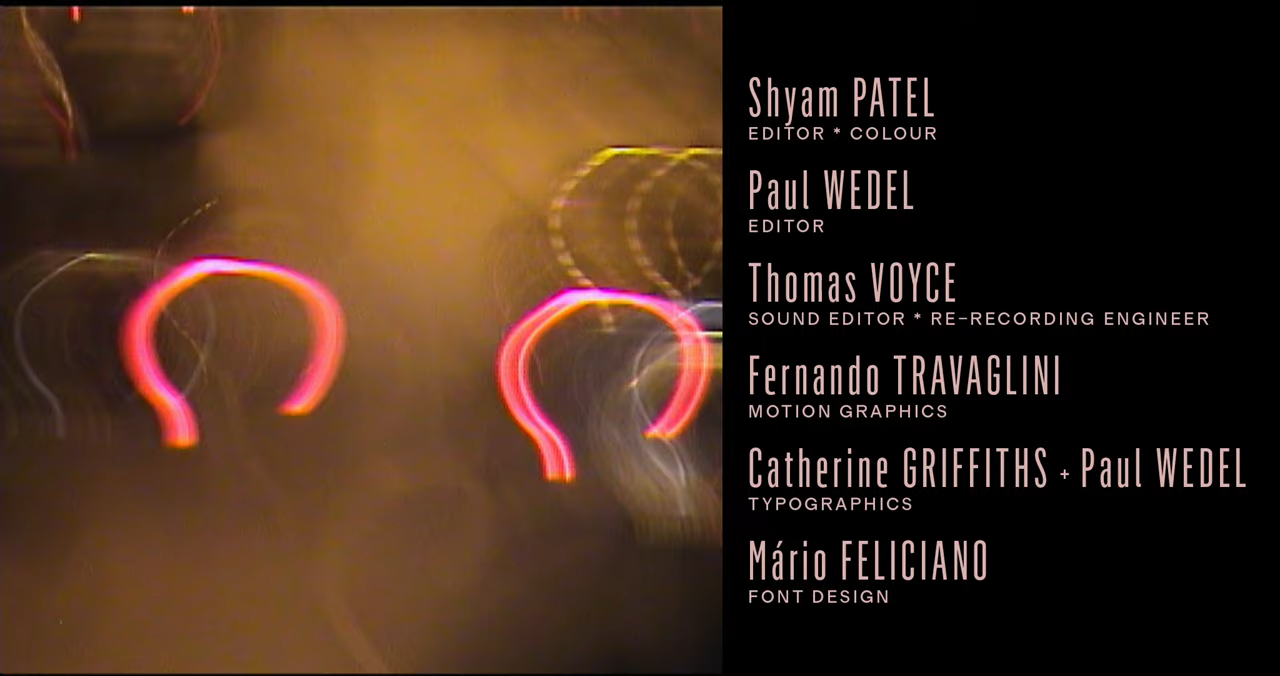 Shyam PATEL
EDITOR * COLOUR
Paul WEDEL
EDITOR
Thomas VOYCE
SOUND EDITOR * RE-RECORDING ENGINEER
Fernando TRAVAGLINI
MOTION GRAPHICS
Catherine GRIFFITHS + Paul WEDEL
TYPOGRAPHICS
Mário FELICIANO
FONT DESIGN